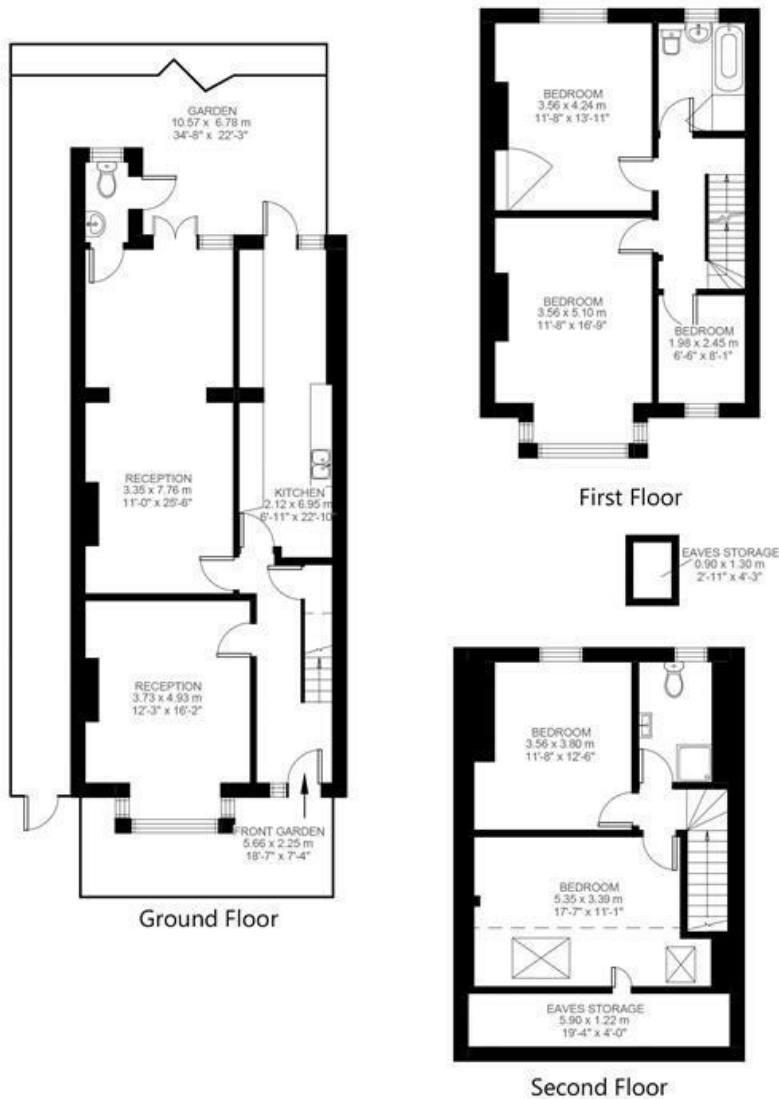 GARDEN
10.57 x 6.78 m
34'-8" x 22'-3"
RECEPTION
3.35 x 7.76 m
11'-0" x 25'-6"
KITCHEN
2.12 x 6.95 m
6'-11" x 22'-10
RECEPTION
3.73 x 4.93 m
12'-3" x 16'-2"
FRONT GARDEN
5.66 x 2.25 m
18'-7" x 7'-4"
Ground Floor
BEDROOM
3.56 x 4.24 m
11'-8" x 13'-11"
BEDROOM
3.56 x 5.10 m
11'-8" x 16'-9"
BEDROOM
1.98 x 2.45 m
6'-6" x 8'-1"
First Floor
EAVES STORAGE
0.90 x 1.30 m
2'-11" x 4'-3"
BEDROOM
3.56 x 3.80 m
11'-8" x 12'-6"
BEDROOM
5.35 x 3.39 m
17'-7" x 11'-1"
EAVES STORAGE
5.90 x 1.22 m
19'-4" x 4'-0"
Second Floor